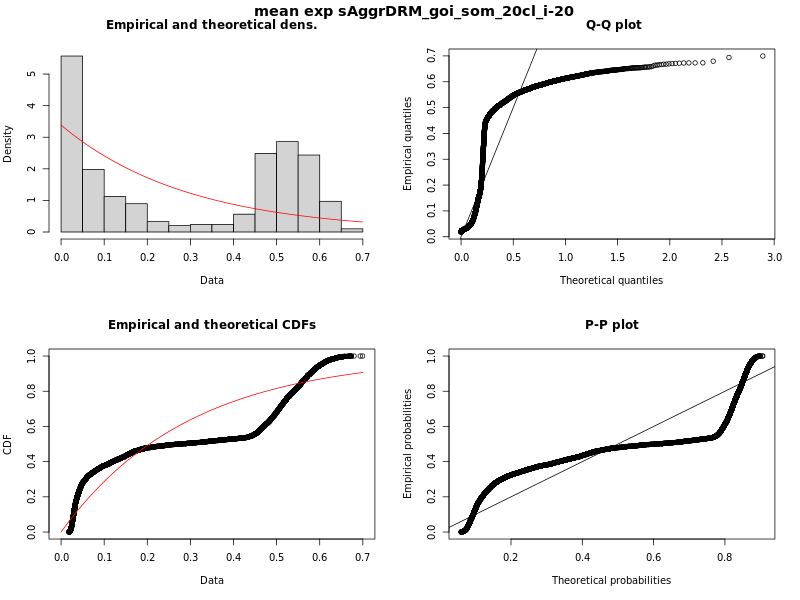 mean exp sAggrDRM_goi_som_20cl_i-20
Empirical and theoretical dens.
Density
0 1 2 3 4 5
0.0 0.1 0.2 0.3 0.4 0.5 0.6 0.7
Data
Q-Q plot
Empirical quantiles
0.0 0.1 0.2 0.3 0.4 0.5 0.6 0.7
0.0 0.5 1.0 1.5 2.0 2.5 3.0
Theoretical quantiles
Empirical and theoretical CDFs
CDF
0.0 0.2 0.4 0.6 0.8 1.0
0.0 0.1 0.2 0.3 0.4 0.5 0.6 0.7
Data
P-P plot
Empirical probabilities
0.0 0.2 0.4 0.6 0.8 1.0
0.2 0.4 0.6 0.8
Theoretical probabilities